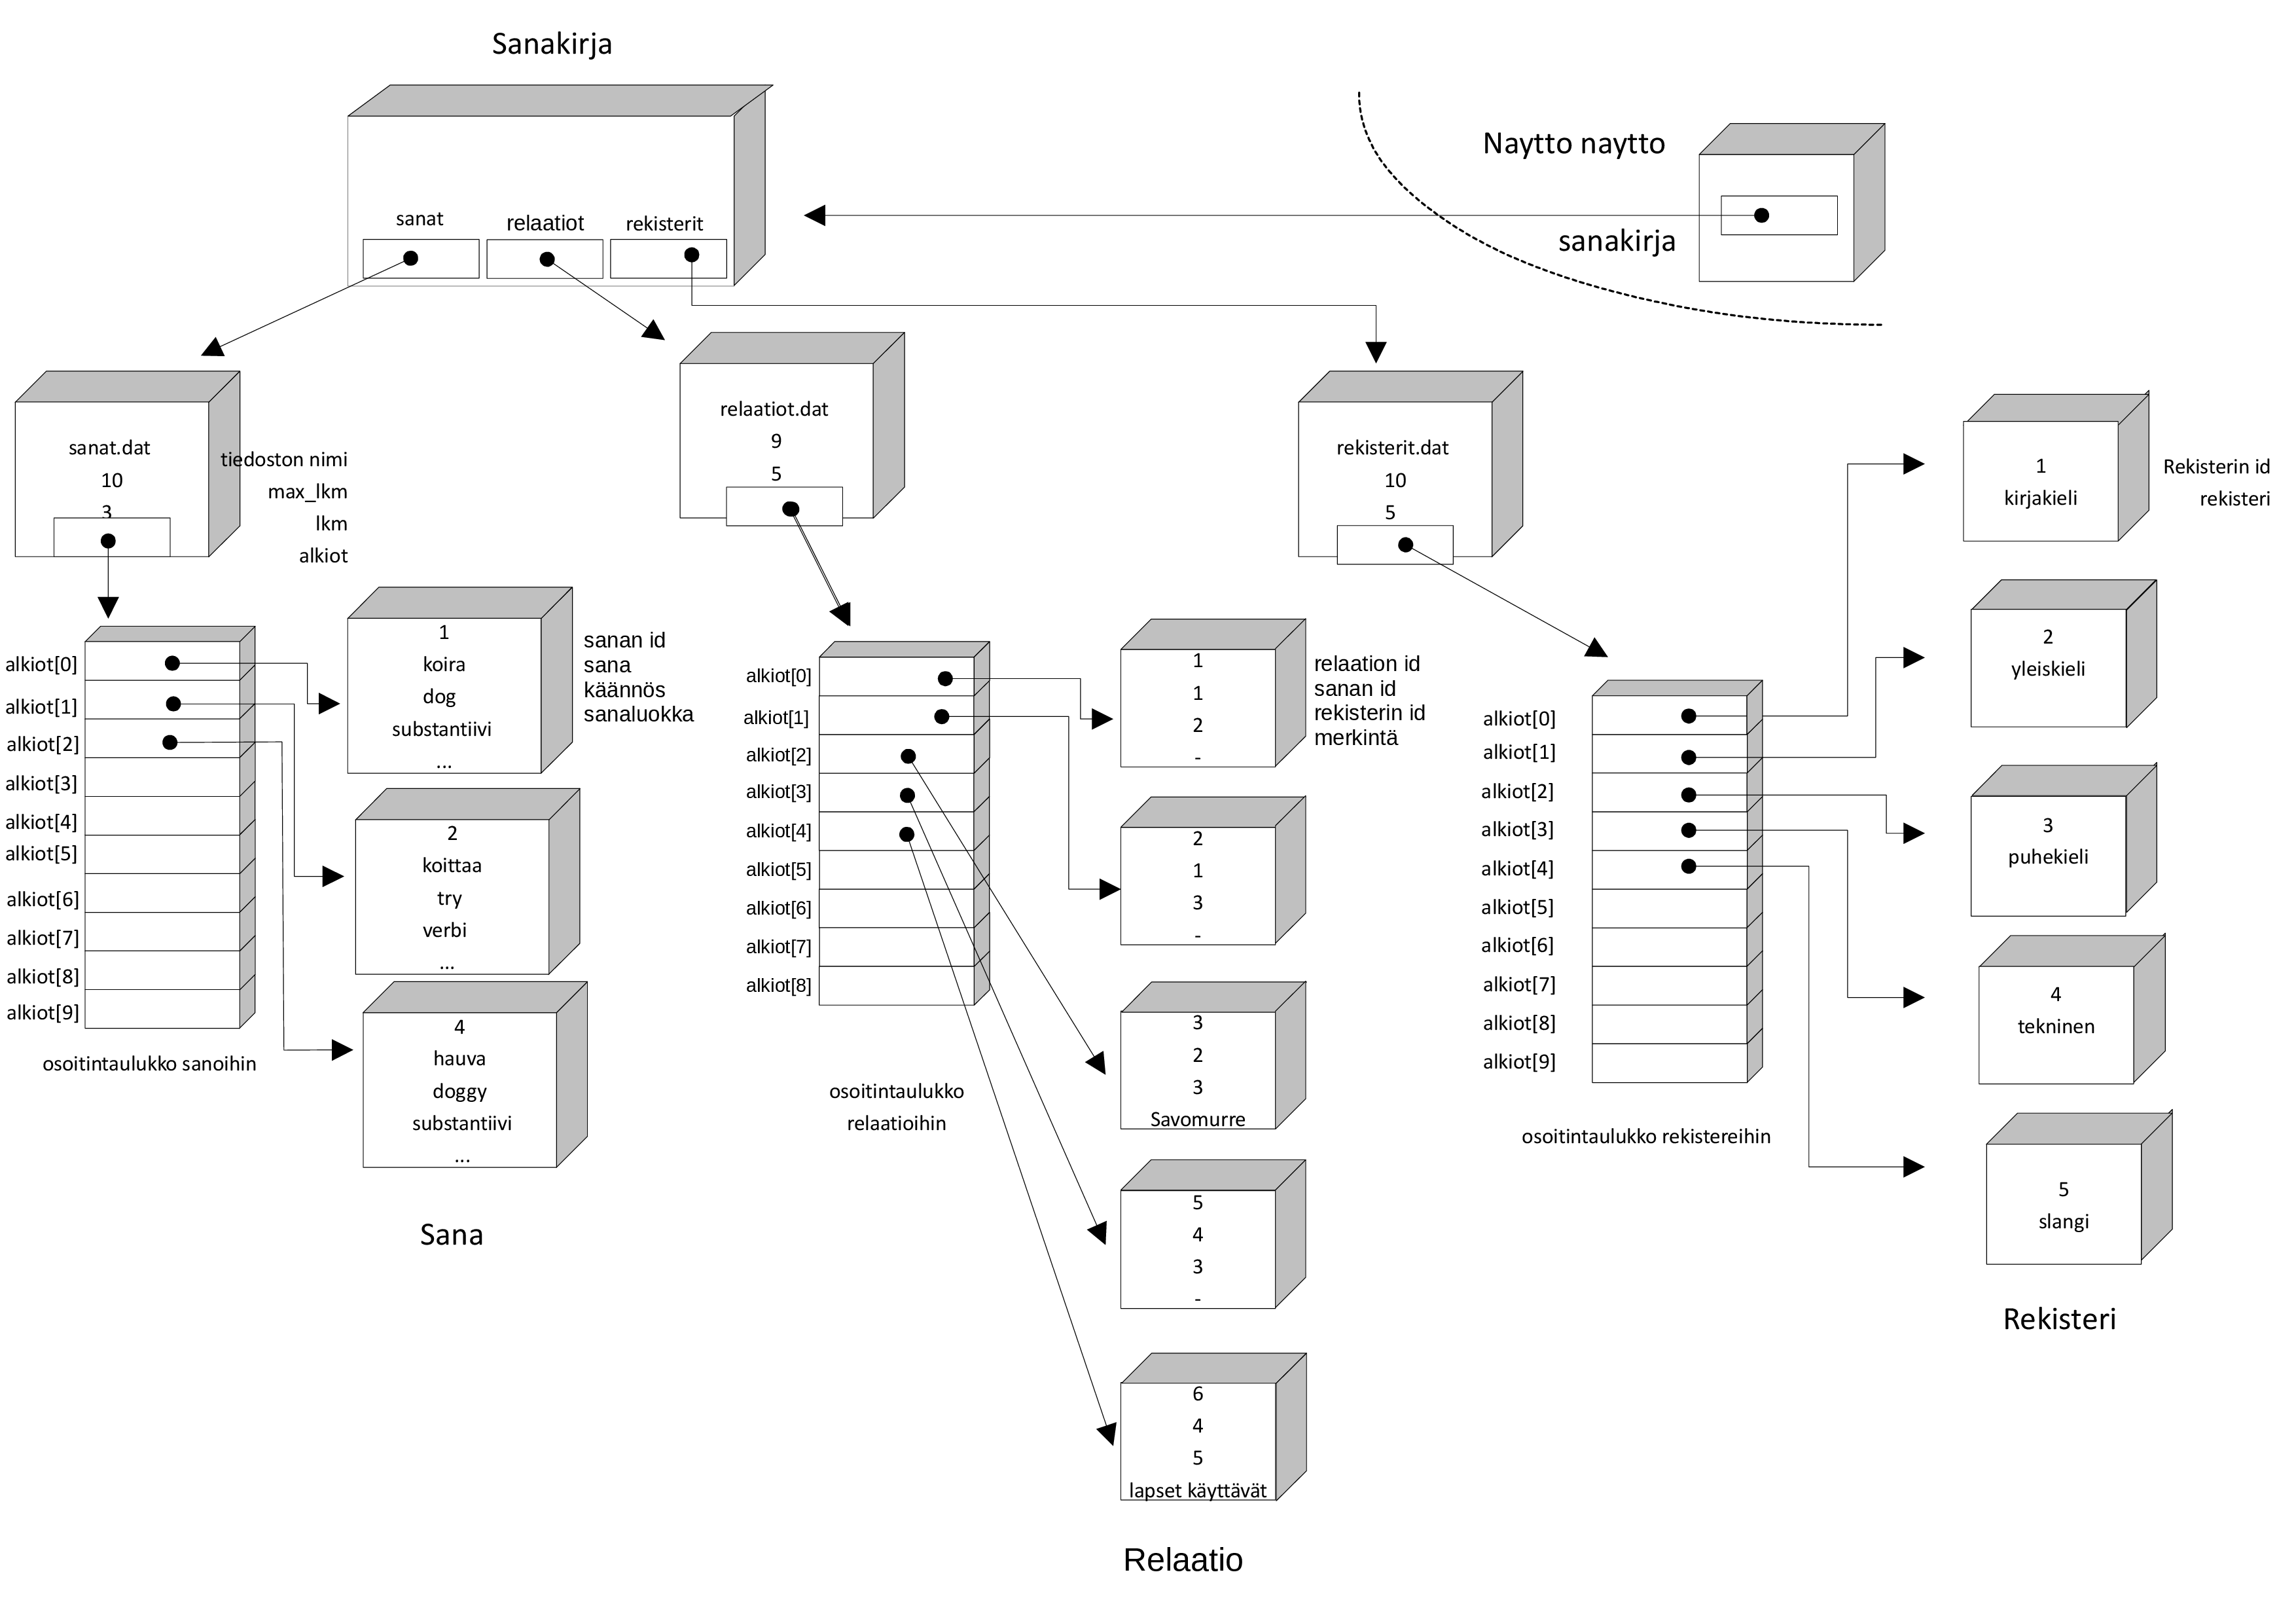 Sanakirja
Naytto naytto
sanakirja
sanat
relaatiot
rekisterit
sanat.dat
10
3
tiedoston nimi
max_lkm
lkm
alkiot
relaatiot.dat
9
5
rekisterit.dat
10
5
alkiot[0]
alkiot[1]
alkiot[2]
alkiot[3]
alkiot[4]
alkiot[5]
alkiot[6]
alkiot[7]
alkiot[8]
alkiot[9]
osoitintaulukko sanoihin
1
koira
dog
substantiivi
...
sanan id
sana
käännös
sanaluokka
2
koittaa
try
verbi
...
4
hauva
doggy
substantiivi
...
Sana
alkiot[0]
alkiot[1]
alkiot[2]
alkiot[3]
alkiot[4]
alkiot[5]
alkiot[6]
alkiot[7]
alkiot[8]
osoitintaulukko
relaatioihin
1
1
2
-
relaation id
sanan id
rekisterin id
merkintä
2
1
3
-
3
2
3
Savomurre
5
4
3
-
6
4
5
lapset käyttävät
Relaatio
alkiot[0]
alkiot[1]
alkiot[2]
alkiot[3]
alkiot[4]
alkiot[5]
alkiot[6]
alkiot[7]
alkiot[8]
alkiot[9]
osoitintaulukko rekistereihin
1
kirjakieli
Rekisterin id
rekisteri
2
yleiskieli
3
puhekieli
4
tekninen
5
slangi
Rekisteri